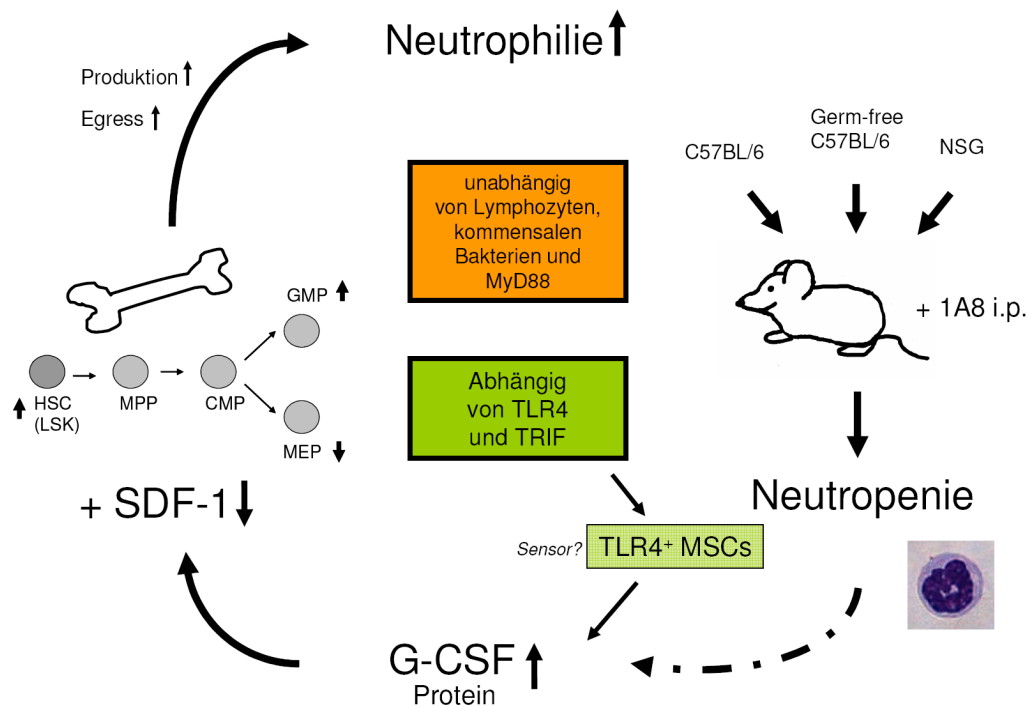 Neutrophilie
Produktion
Egress
C57BL/6
Germ-free
C57BL/6
NSG
unabhängig
von Lymphozyten,
kommensalen
Bakterien und
MyD88
+ 1A8 i.p.
GMP
HSC
(LSK)
MPP
CMP
MEP
Abhängig
von TLR4
und TRIF
+ SDF-1
Neutropenie
Sensor?
TLR4⁺ MSCs
G-CSF
Protein